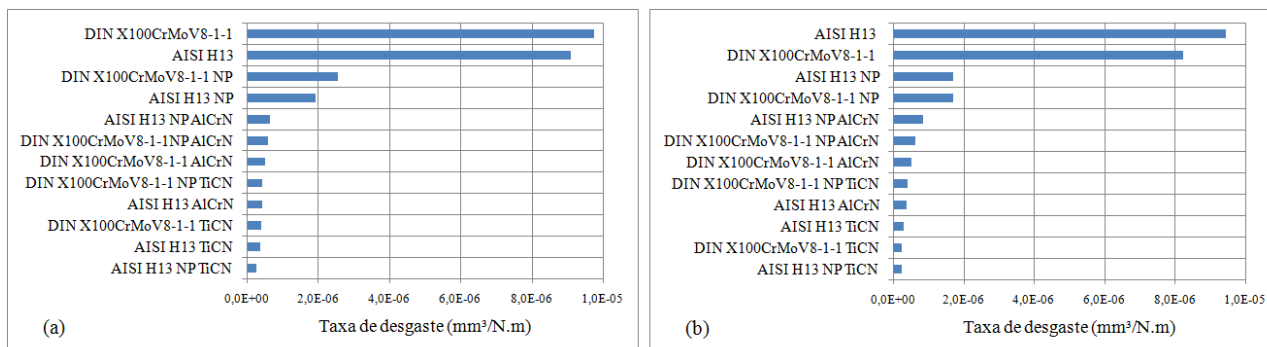 DIN X100CrMoV8-1-1
AISI H13
DIN X100CrMoV8-1-1 NP
AISI H13 NP
AISI H13 NP AlCrN
DIN X100CrMoV8-1-1NP AlCrN
DIN X100CrMoV8-1-1 AlCrN
DIN X100CrMoV8-1-1 NP TiCN
AISI H13 AlCrN
DIN X100CrMoV8-1-1 TiCN
AISI H13 TiCN
AISI H13 NP TiCN
0,0E+00 2,0E-06 4,0E-06 6,0E-06 8,0E-06 1,0E-05
(a) Taxa de desgaste (mm³/N.m)
AISI H13
DIN X100CrMoV8-1-1
AISI H13 NP
DIN X100CrMoV8-1-1 NP
AISI H13 NP AlCrN
DIN X100CrMoV8-1-1 NP AlCrN
DIN X100CrMoV8-1-1 AlCrN
DIN X100CrMoV8-1-1 NP TiCN
AISI H13 AlCrN
AISI H13 TiCN
DIN X100CrMoV8-1-1 TiCN
AISI H13 NP TiCN
0,0E+00 2,0E-06 4,0E-06 6,0E-06 8,0E-06 1,0E-05
(b) Taxa de desgaste (mm³/N.m)